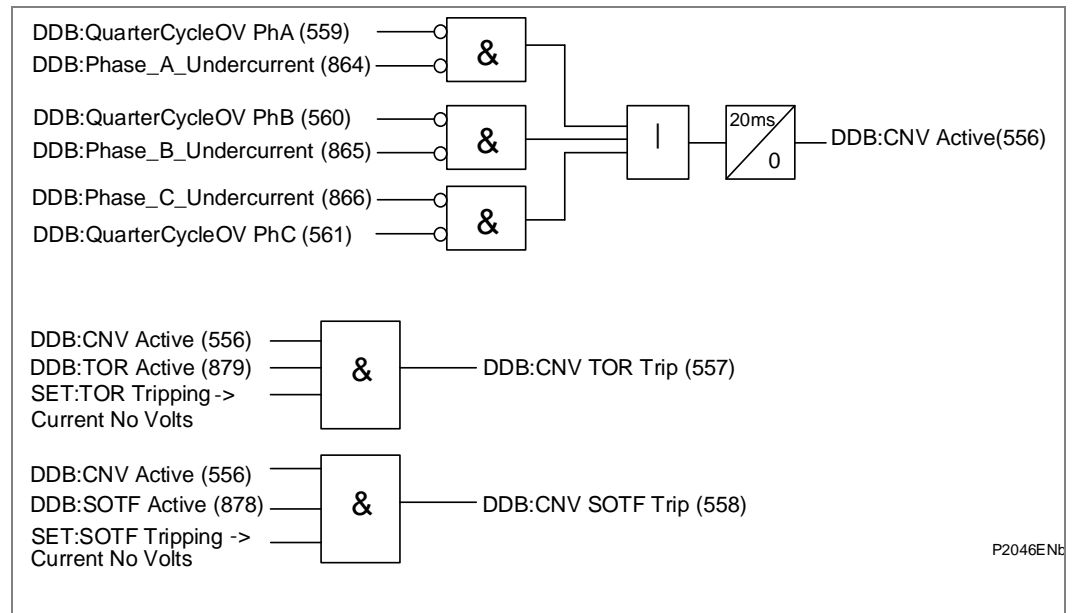 DDB:QuarterCycleOV PhA (559)
DDB:Phase_A_Undercurrent (864)
&
DDB:QuarterCycleOV PhB (560)
DDB:Phase_B_Undercurrent (865)
&
DDB:Phase_C_Undercurrent (866)
DDB:QuarterCycleOV PhC (561)
&
|
20ms
0
DDB:CNV Active(556)
DDB:CNV Active (556)
DDB:TOR Active (879)
SET:TOR Tripping ->
Current No Volts
&
DDB:CNV TOR Trip (557)
DDB:CNV Active (556)
DDB:SOTF Active (878)
SET:SOTF Tripping ->
Current No Volts
&
DDB:CNV SOTF Trip (558)
P2046ENb